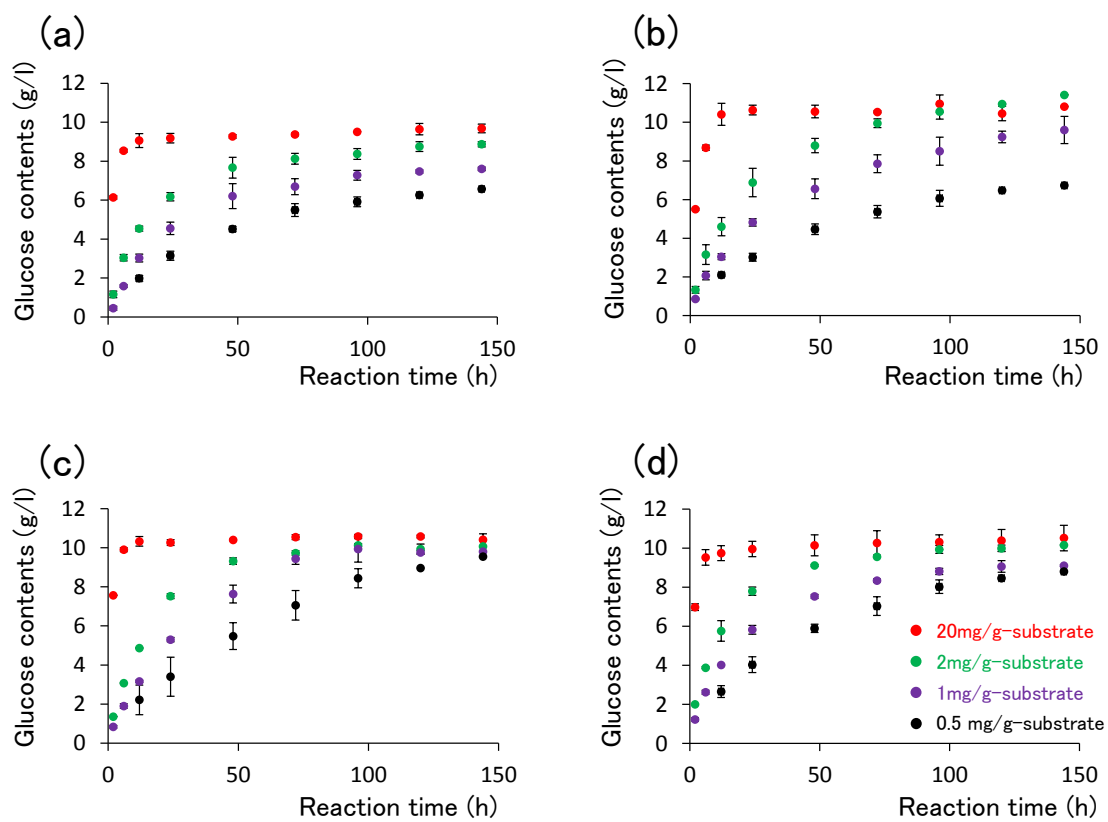 (a)
Glucose contents (g/l)
12
10
8
6
4
2
0
0 50 100 150
Reaction time (h)
(b)
Glucose contents (g/l)
12
10
8
6
4
2
0
0 50 100 150
Reaction time (h)
(c)
Glucose contents (g/l)
12
10
8
6
4
2
0
0 50 100 150
Reaction time (h)
(d)
Glucose contents (g/l)
12
10
8
6
4
2
0
20mg/g-substrate
2mg/g-substrate
1mg/g-substrate
0.5 mg/g-substrate
0 50 100 150
Reaction time (h)